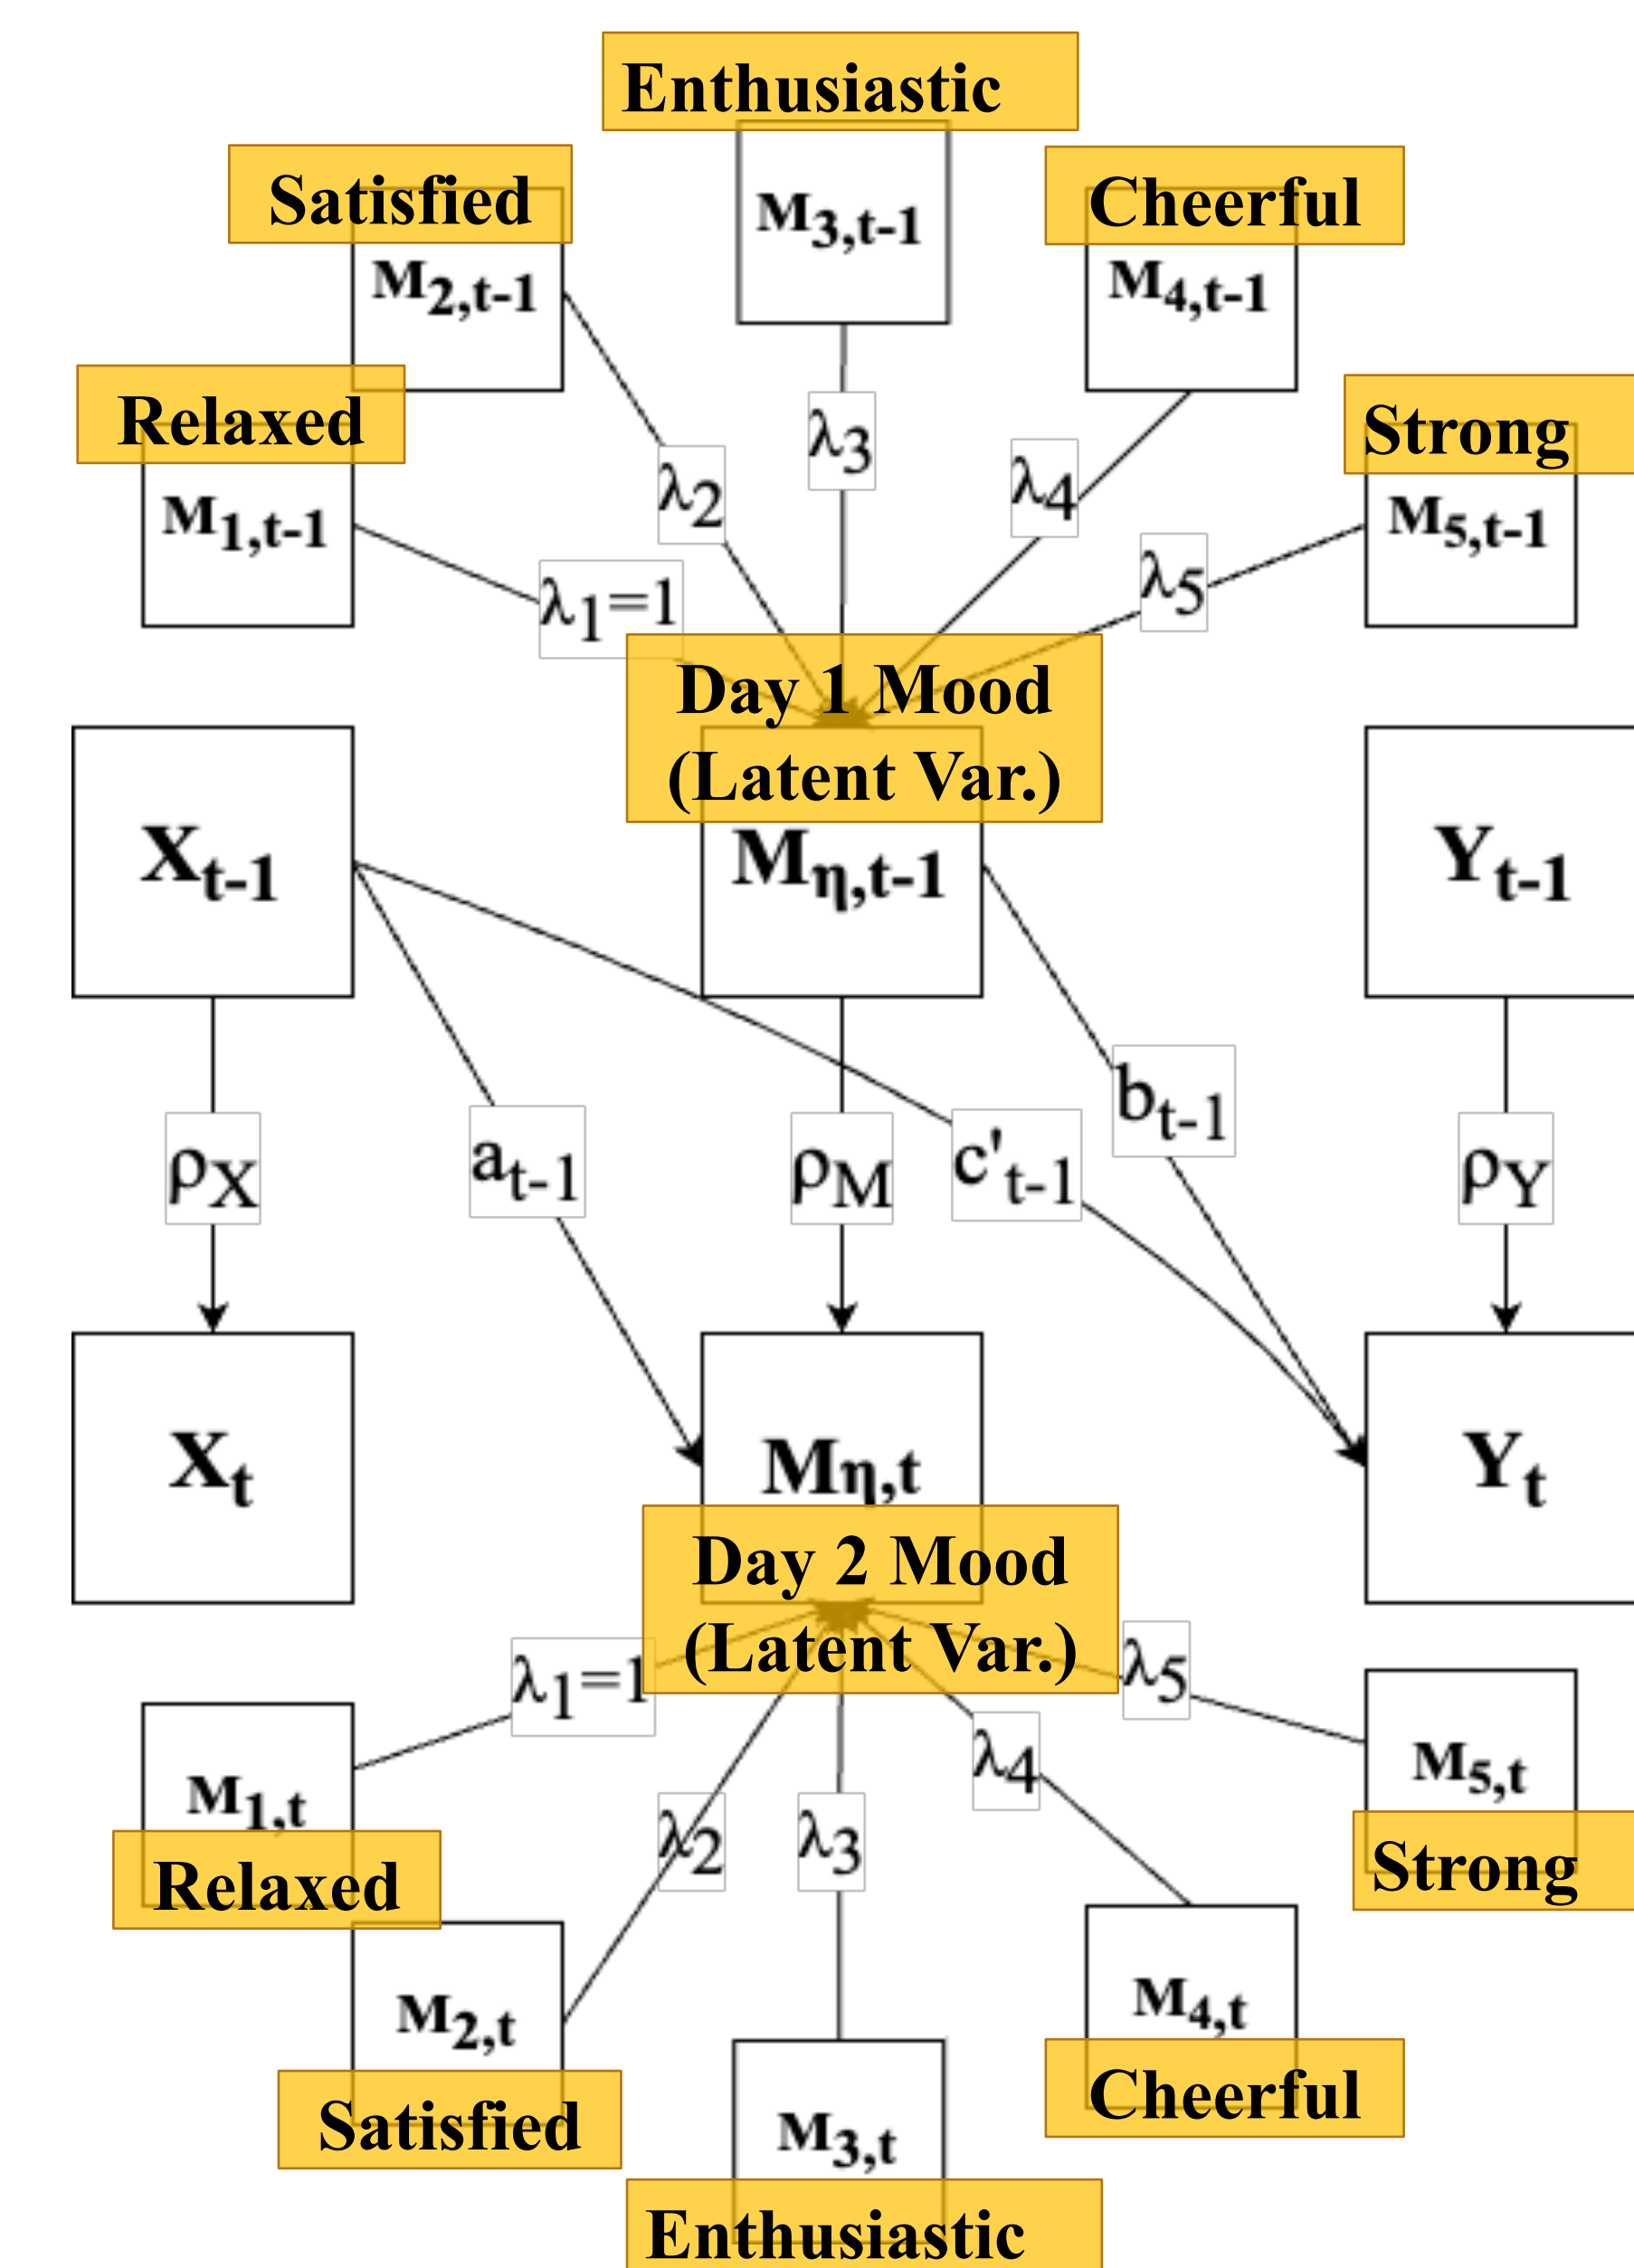 Enthusiastic
Satisfied
Cheerful
M3,t-1
M2,t-1
M4,t-1
Relaxed
Strong
λ3
λ2
λ4
M1,t-1
M5,t-1
λ1=1
λ5
Day 1 Mood
(Latent Var.)
Xt-1
Mη,t-1
Yt-1
bt-1
ρX
at-1
ρM
c't-1
ρY
Xt
Mη,t
Yt
Day 2 Mood
(Latent Var.)
λ1=1
λ5
λ4
M1,t
M5,t
λ2
λ3
Relaxed
Strong
M2,t
M4,t
Satisfied
Cheerful
M3,t
Enthusiastic